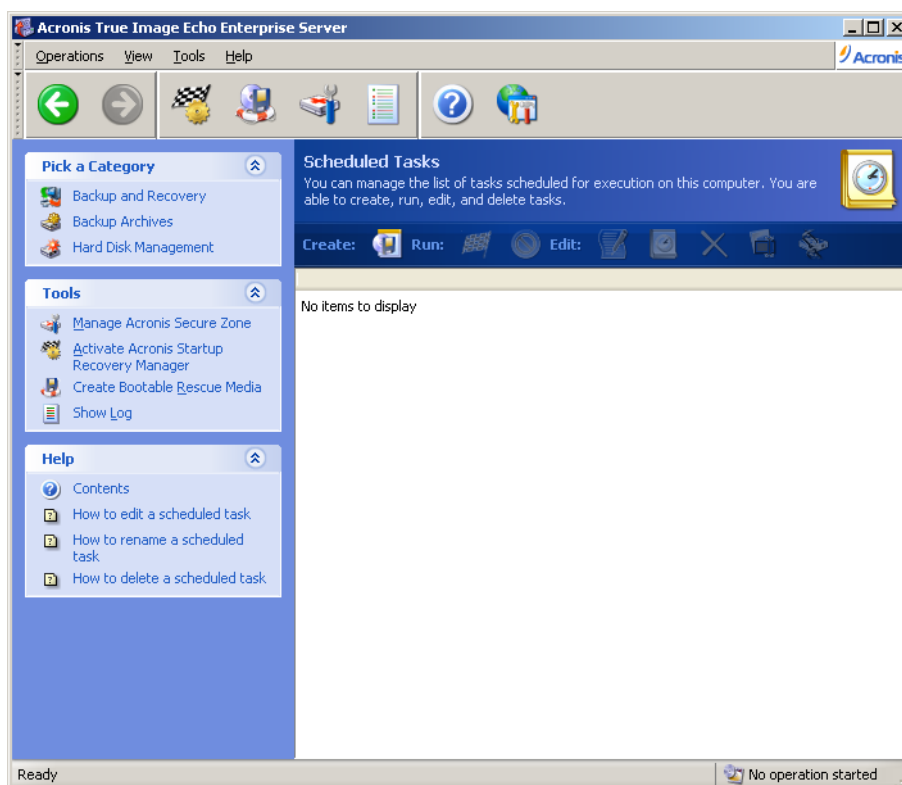 Acronis True Image Echo Enterprise Server
Operations View Tools Help
Acronis
Pick a Category
Backup and Recovery
Backup Archives
Hard Disk Management
Tools
Manage Acronis Secure Zone
Activate Acronis Startup
Recovery Manager
Create Bootable Rescue Media
Show Log
Help
Contents
How to edit a scheduled task
How to rename a scheduled
task
How to delete a scheduled task
Scheduled Tasks
You can manage the list of tasks scheduled for execution on this computer. You are
able to create, run, edit, and delete tasks.
Create: Run: Edit:
No items to display
Ready
No operation started